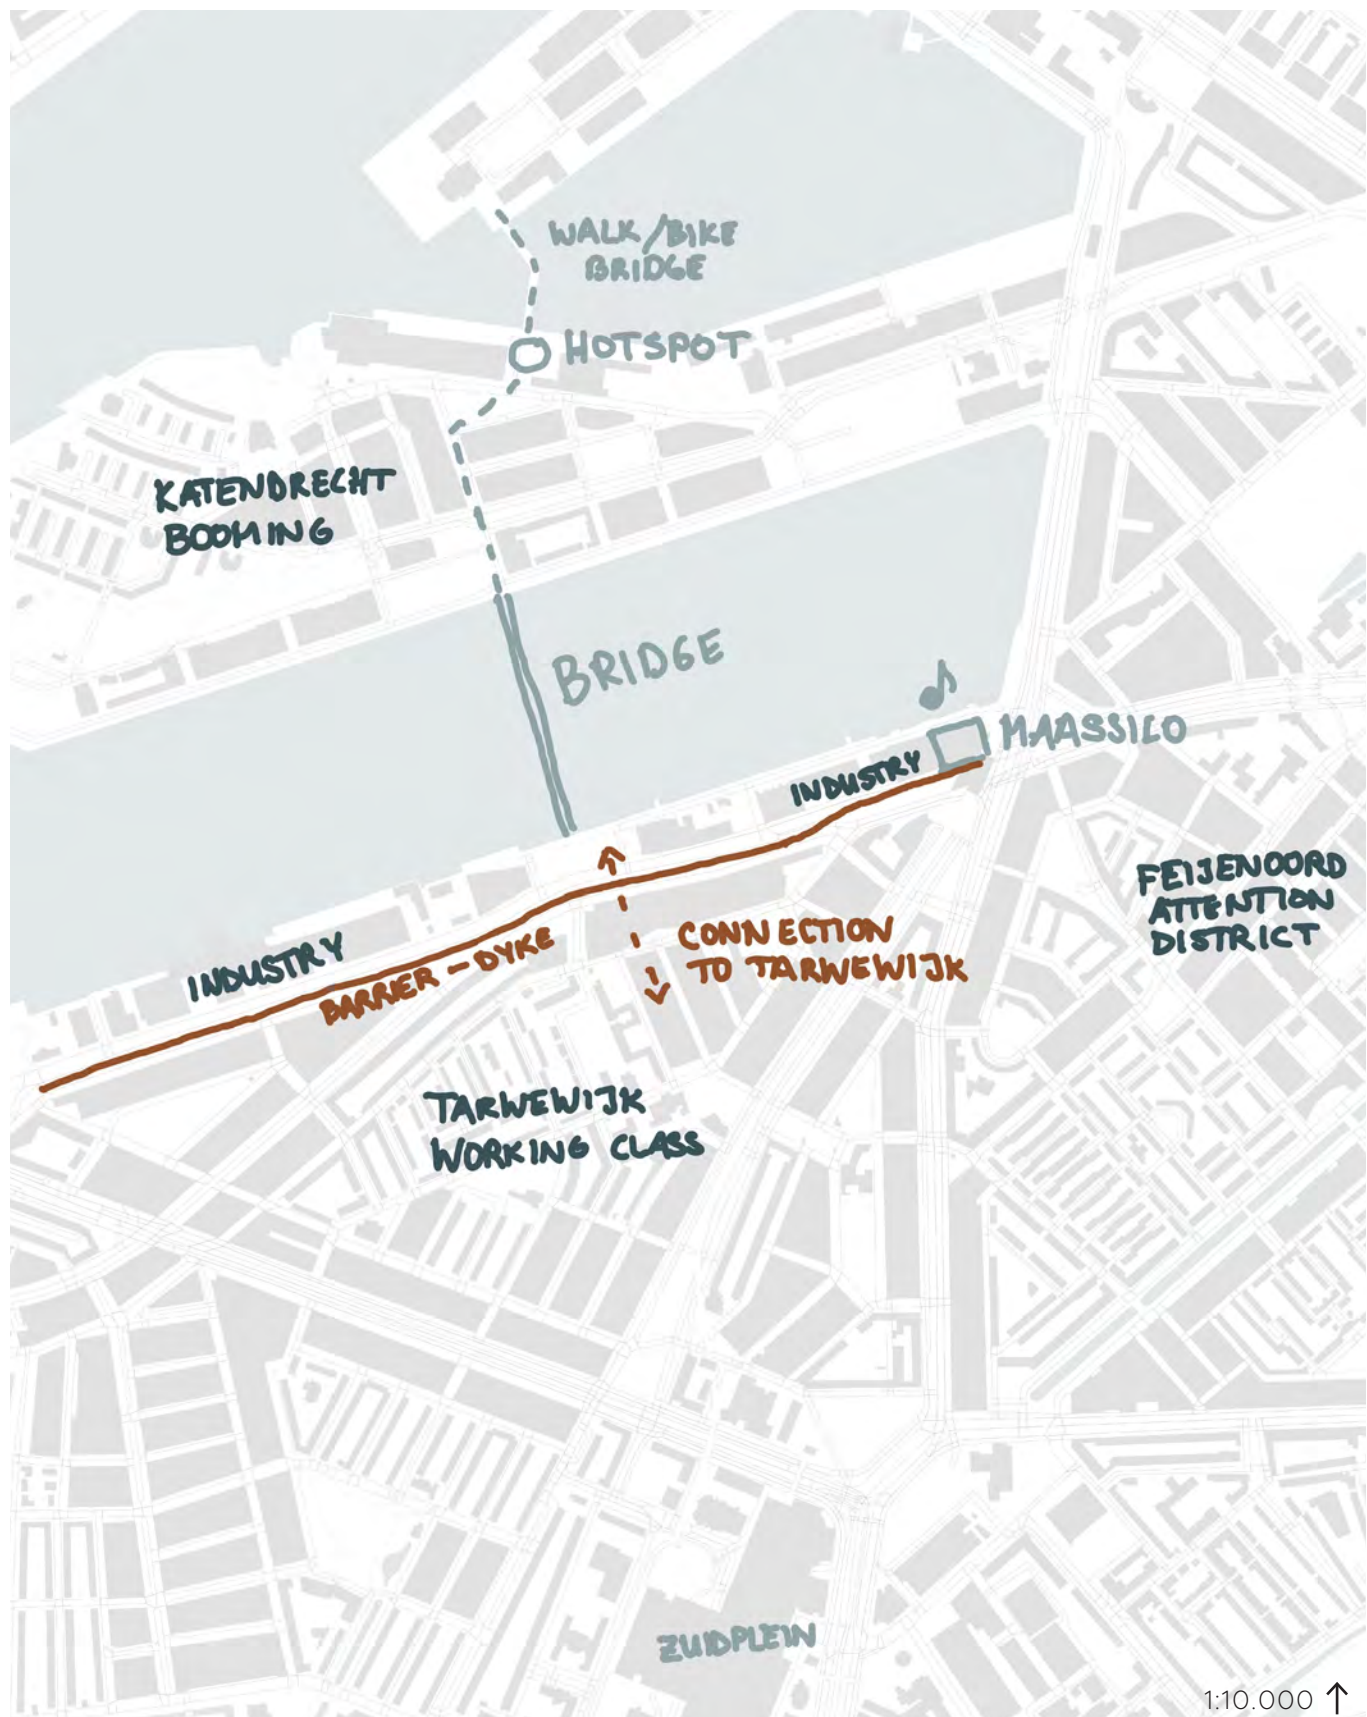 WALK/BIKE
BRIDGE
HOTSPOT
KATENDRECHT
BOOMING
BRIDGE
MAASSILO
INDUSTRY
FEIJENOORD
ATTENTION
DISTRICT
CONNECTION
TO TARWEWIJK
INDUSTRY
BARRIER - DYKE
TARWEWIJK
WORKING CLASS
ZUIDPLEIN
1:10.000